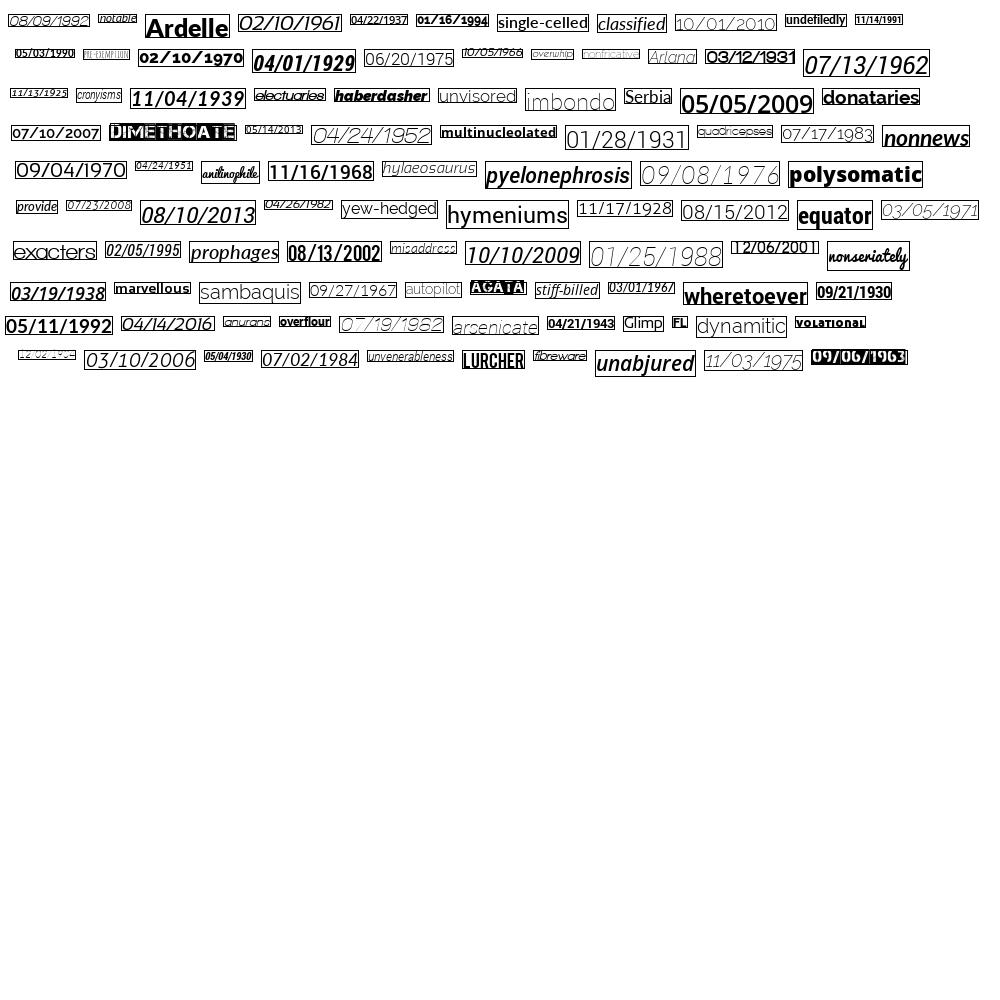 08/09/1992 notable Ardelle 02/10/1961 04/22/1937 01/16/1994 single-celled classified 10/01/2010 undefiledly 11/14/1991
05/03/1990 PRE-EXEMPTION 02/10/1970 04/01/1929 06/20/1975 10/05/1966 overwhip nonfricative Ariana 03/12/1931 07/13/1962
11/13/1925 cronyisms 11/04/1939 electuaries haberdasher unvisored imbondo Serbia 05/05/2009 donataries
07/10/2007 DIMETHOATE 05/14/2013 04/24/1952 multinucleolated 01/28/1931 quadricepses 07/17/1983 nonnews
09/04/1970 04/24/1951 anilinophile 11/16/1968 hylaeosaurus pyelonephrosis 09/08/1976 polysomatic
provide 07/23/2008 08/10/2013 04/26/1982 yew-hedged hymeniums 11/17/1928 08/15/2012 equator 03/05/1971
exacters 02/05/1995 prophages 08/13/2002 misaddress 10/10/2009 01/25/1988 12/06/2001 nonseriately
03/19/1938 marvellous sambaquis 09/27/1967 autopilot AGATA stiff-billed 03/01/1967 wheretoever 09/21/1930
05/11/1992 04/14/2016 anurans overflour 07/19/1962 arsenicate 04/21/1943 Glimp FL dynamitic VOLATIONAL
03/10/2006 05/04/1930 07/02/1984 unvenerableness LURCHER fibreware unabjured 11/03/1975 09/06/1963